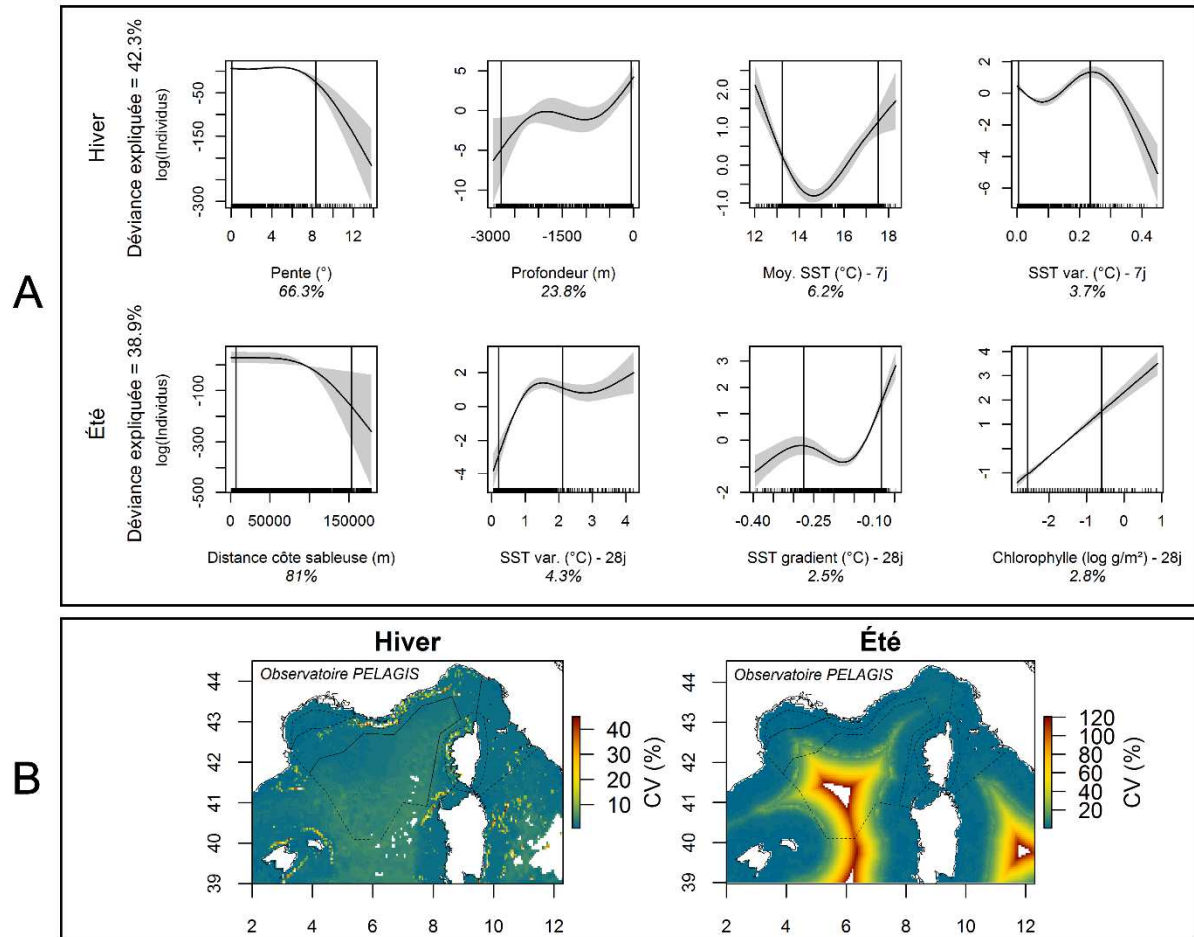 A
Hiver
Déviance expliquée = 42.3%
log(Individus)
-50
-150
-300
0 4 8 12
Pente (°)
66.3%
5
0
-5
-10
-3000 -1500 0
Profondeur (m)
23.8%
2.0
1.0
0.0
-1.0
12 14 16 18
Moy. SST (°C) - 7j
6.2%
2
0
-2
-4
-6
0.0 0.2 0.4
SST var. (°C) - 7j
3.7%
Été
Déviance expliquée = 38.9%
log(Individus)
-100
-300
-500
0 50000 150000
Distance côte sableuse (m)
81%
2
0
-2
-4
0 1 2 3 4
SST var. (°C) - 28j
4.3%
3
2
1
0
-2
-0.40 -0.25 -0.10
SST gradient (°C) - 28j
2.5%
4
3
2
1
-1
-2 -1 0 1
Chlorophylle (log g/m²) - 28j
2.8%
B
Hiver
Observatoire PELAGIS
44
43
42
41
40
39
2 4 6 8 10 12
40
30
20
10
CV (%)
Été
Observatoire PELAGIS
44
43
42
41
40
39
2 4 6 8 10 12
120
100
80
60
40
20
CV (%)